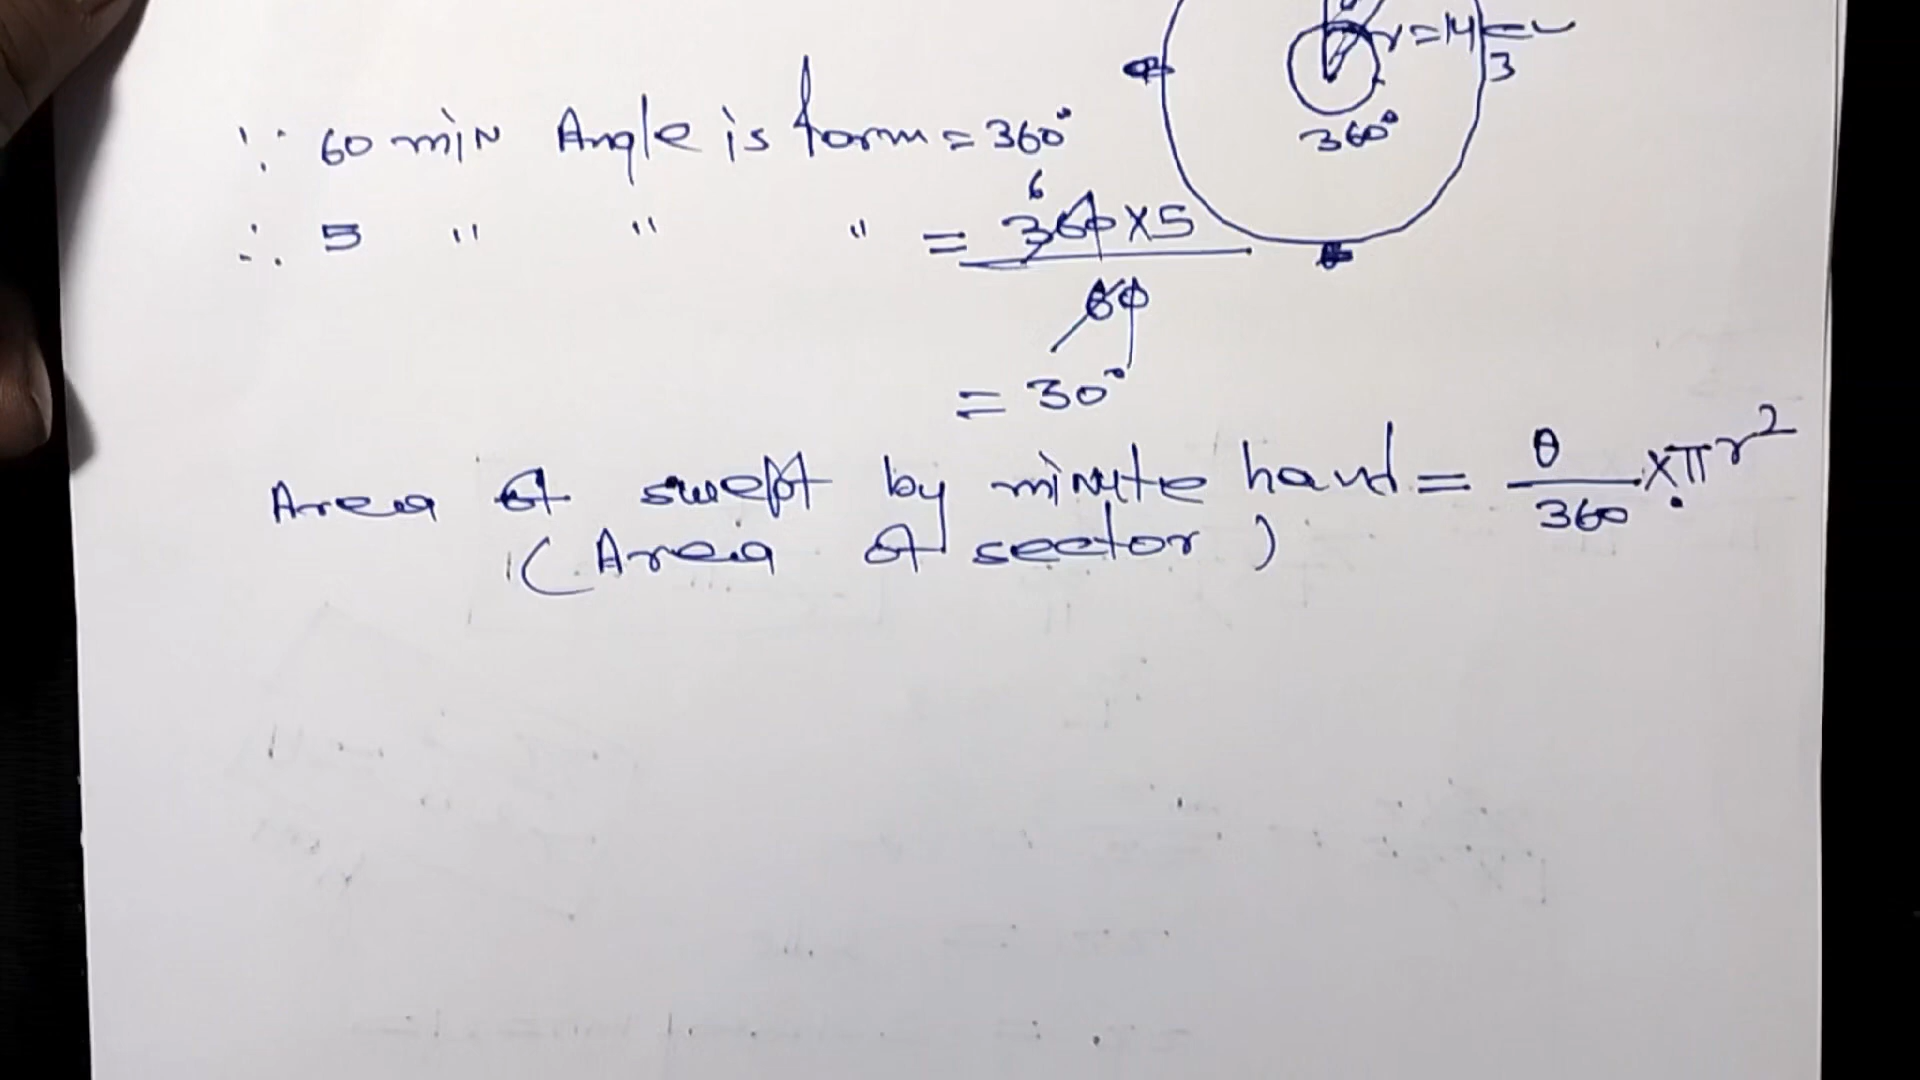 r=14
3
360°
∵ 60 min Angle is form = 360°
6
∴ 5 " " " = 360×5
60
= 30°
Area of swept by minute hand = θ/360 ×πr²
(Area of sector)